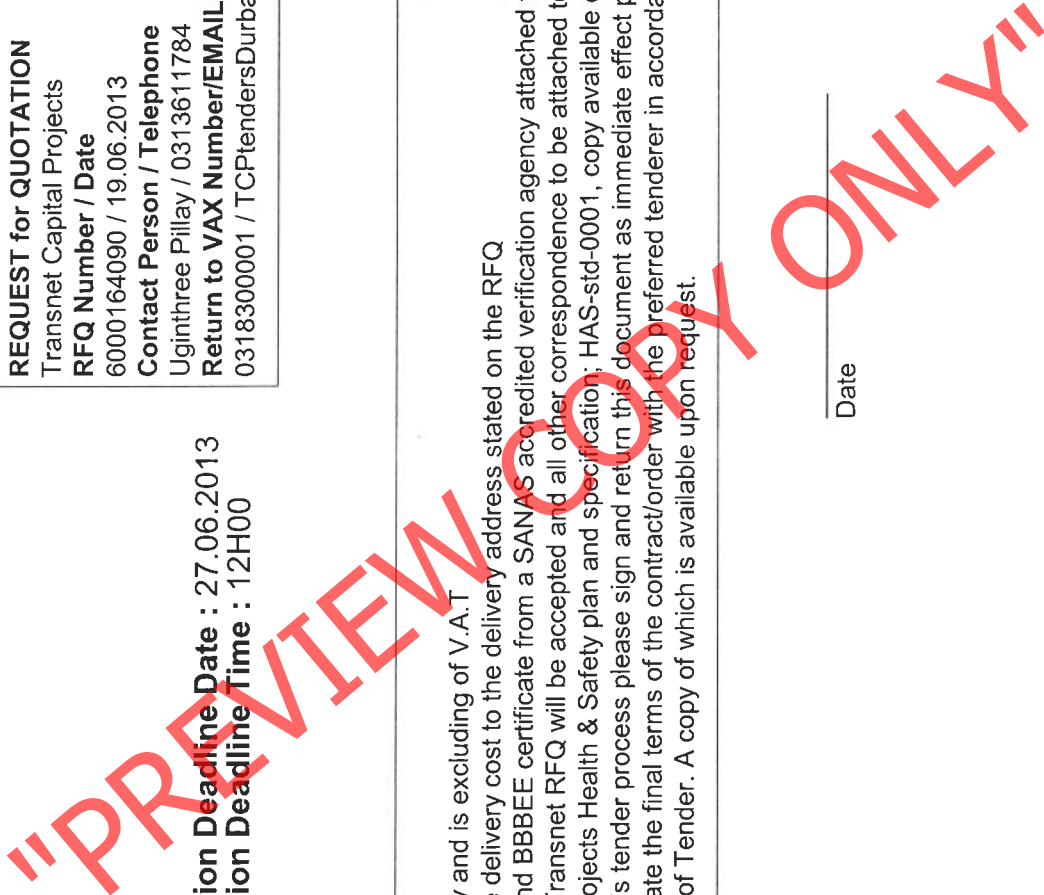 REQUEST for QUOTATION
Transnet Capital Projects
RFQ Number / Date
6000164090 / 19.06.2013
Contact Person / Telephone
Uginthree Pillay / 0313611784
Return to VAX Number/EMAIL
0318300001 / TCPtendersDurba
ion Deadline Date : 27.06.2013
ion Deadline Time : 12H00
y and is excluding of V.A.T
e delivery cost to the delivery address stated on the RFQ
nd BBBEE certificate from a SANAS accredited verification agency attached
Transnet RFQ will be accepted and all other correspondence to be attached to
ojects Health & Safety plan and specification; HAS-std-0001, copy available
s tender process please sign and return this document as immediate effect p
ate the final terms of the contract/order with the preferred tenderer in accorda
of Tender. A copy of which is available upon request.
Date
"PREVIEW COPY ONLY"